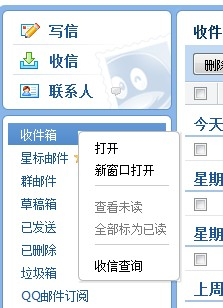 写信
收信
联系人
收件箱
星标邮件
群邮件
草稿箱
已发送
已删除
垃圾箱
QQ邮件订阅
打开
新窗口打开
查看未读
全部标为已读
收信查询
收件
删除
今天
星期
星期
上周